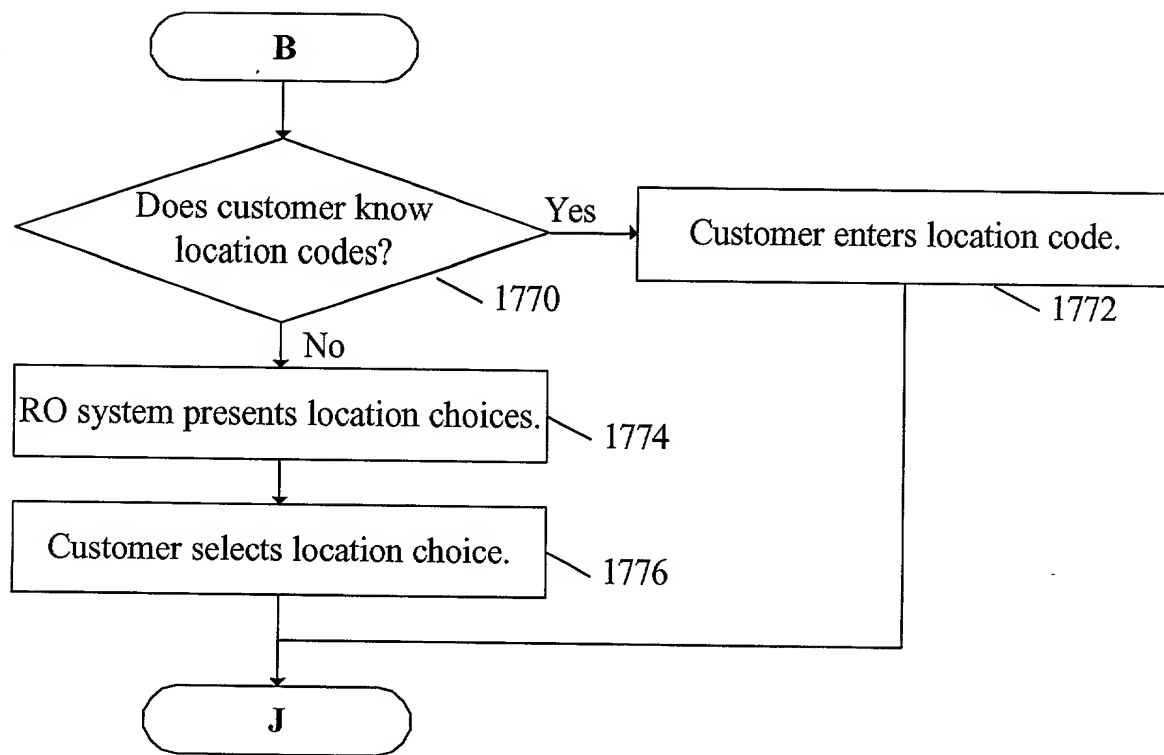 B
Does customer know
location codes?
Yes
Customer enters location code.
1770
1772
No
RO system presents location choices.
1774
Customer selects location choice.
1776
J